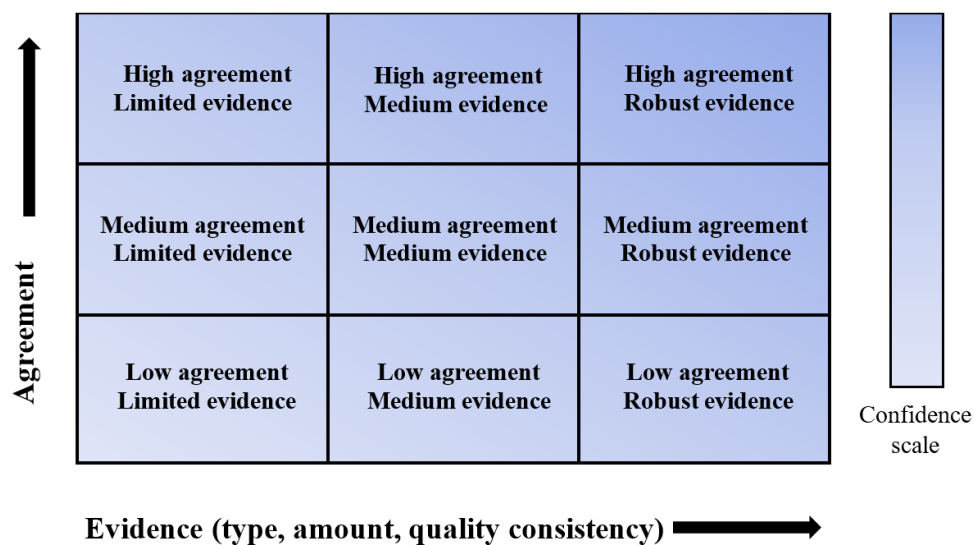 High agreement
Limited evidence
High agreement
Medium evidence
High agreement
Robust evidence
Medium agreement
Limited evidence
Medium agreement
Medium evidence
Medium agreement
Robust evidence
Low agreement
Limited evidence
Low agreement
Medium evidence
Low agreement
Robust evidence
Agreement
Confidence
scale
Evidence (type, amount, quality consistency)